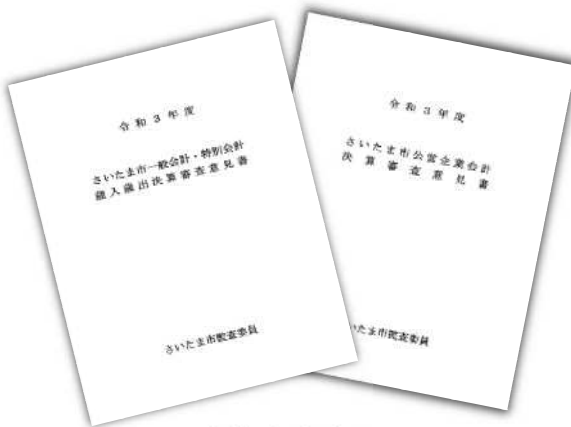 令和3年度
さいたま市一般会計・特別会計
歳入歳出決算審査意見書
さいたま市監査委員
令和3年度
さいたま市公営企業会計
決算審査意見書
いたま市監査委員